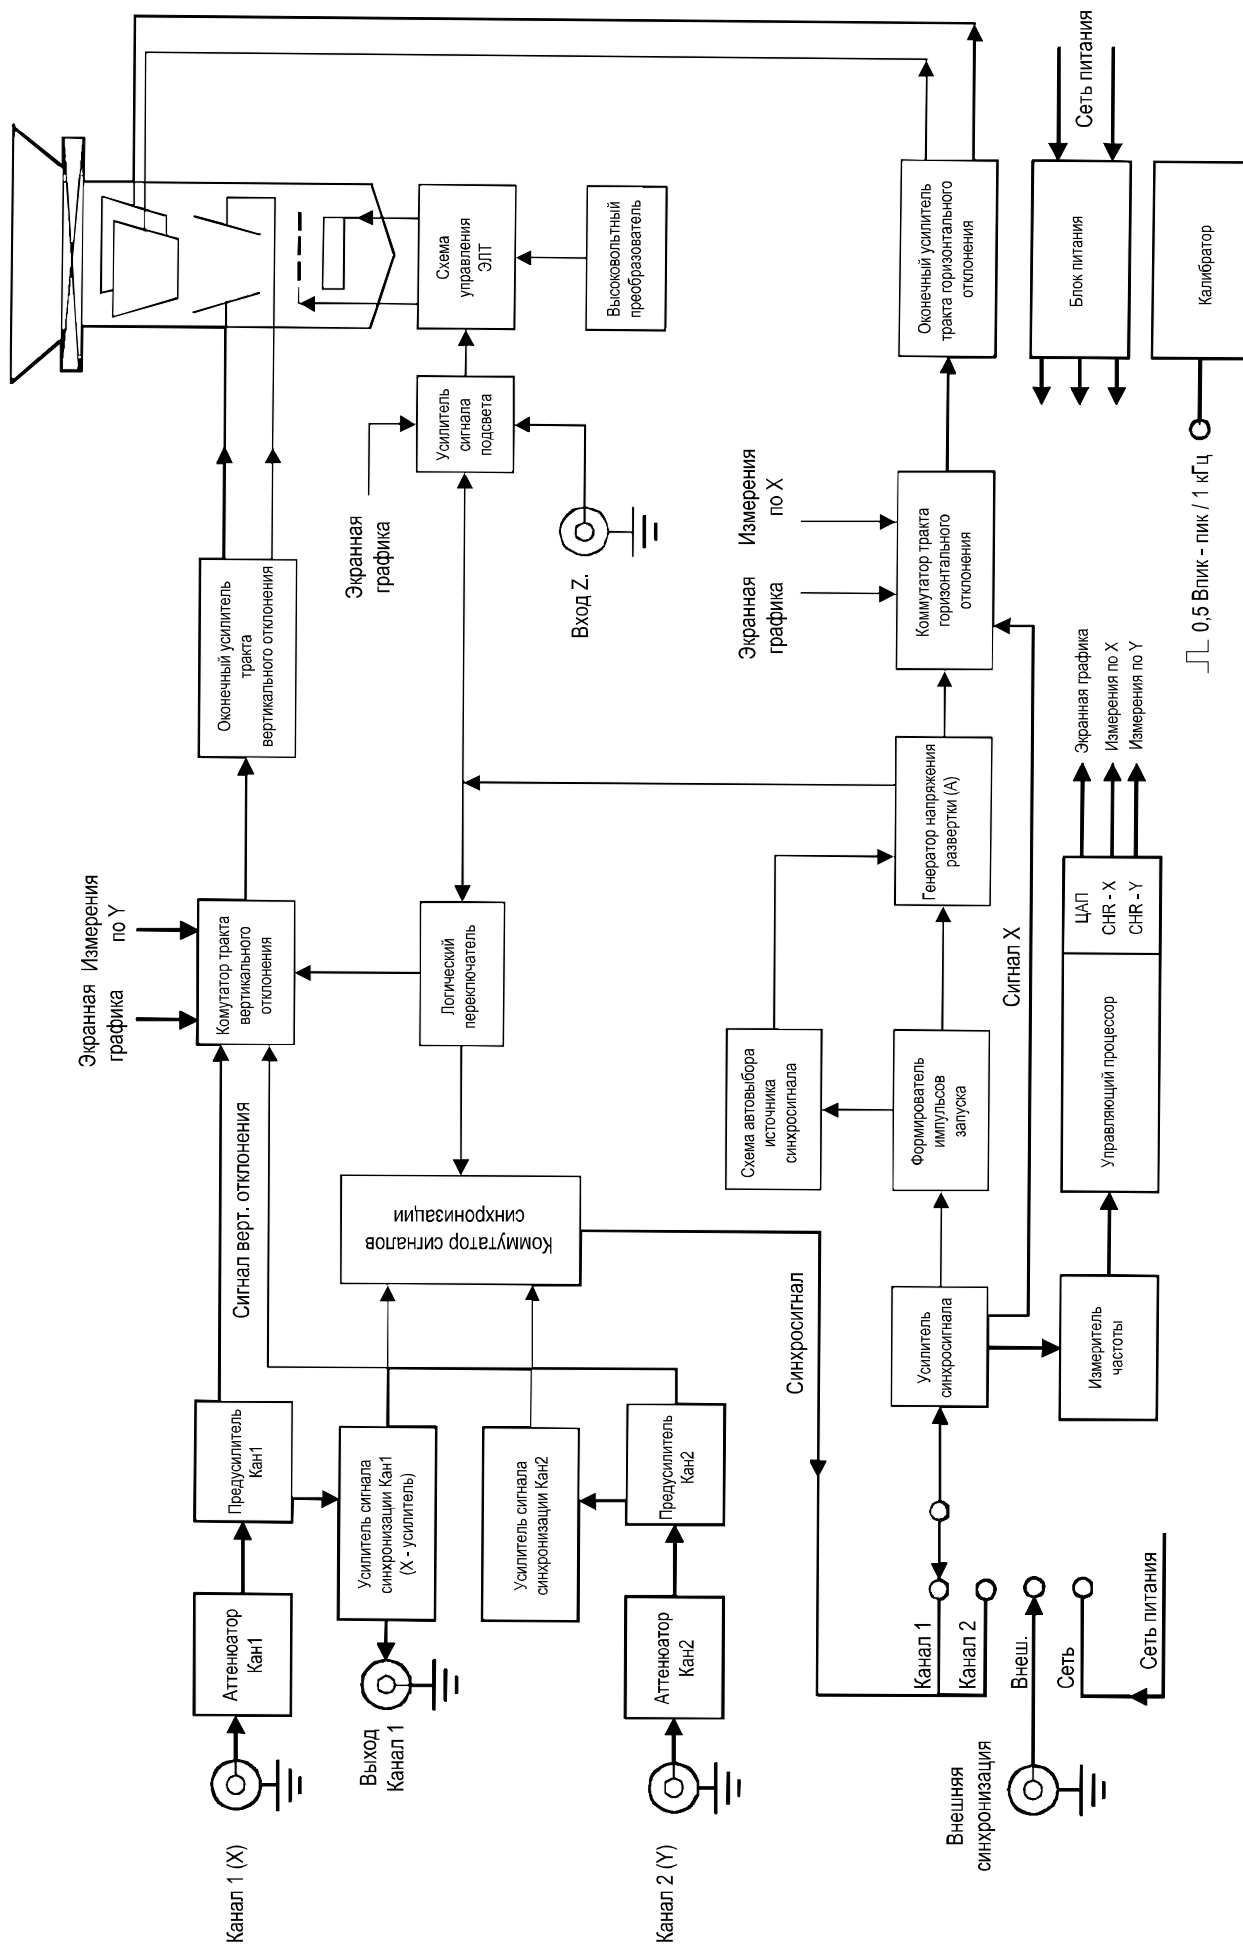 Канал 1 (X)
Аттенюатор
Кан1
Предусилитель
Кан1
Сигнал верт. отклонения
Экранная
графика
Измерения
по Y
Комутатор тракта
вертикального
отклонения
Оконечный усилитель
тракта
вертикального отклонения
Выход
Канал 1
Усилитель сигнала
синхронизации Кан1
(X - усилитель)
Усилитель сигнала
синхронизации Кан2
Коммутатор сигналов
синхронизации
Логический
переключатель
Экранная
графика
Усилитель
сигнала
подсвета
Схема
управления
ЭЛТ
Вход Z.
Высоковольтный
преобразователь
Канал 2 (Y)
Аттенюатор
Кан2
Предусилитель
Кан2
Синхросигнал
Схема автовыбора
источника
синхросигнала
Экранная
графика
Измерения
по X
Внешняя
синхронизация
Канал 1
Канал 2
Внеш.
Сеть
Сеть питания
Усилитель
синхросигнала
Формирователь
импульсов
запуска
Генератор напряжения
развертки (А)
Коммутатор тракта
горизонтального
отклонения
Оконечный усилитель
тракта горизонтального
отклонения
Сигнал X
Измеритель
частоты
Управляющий процессор
ЦАП
CHR - X
CHR - Y
Экранная графика
Измерения по X
Измерения по Y
Блок питания
Сеть питания
0,5 Впик - пик / 1 кГц
Калибратор